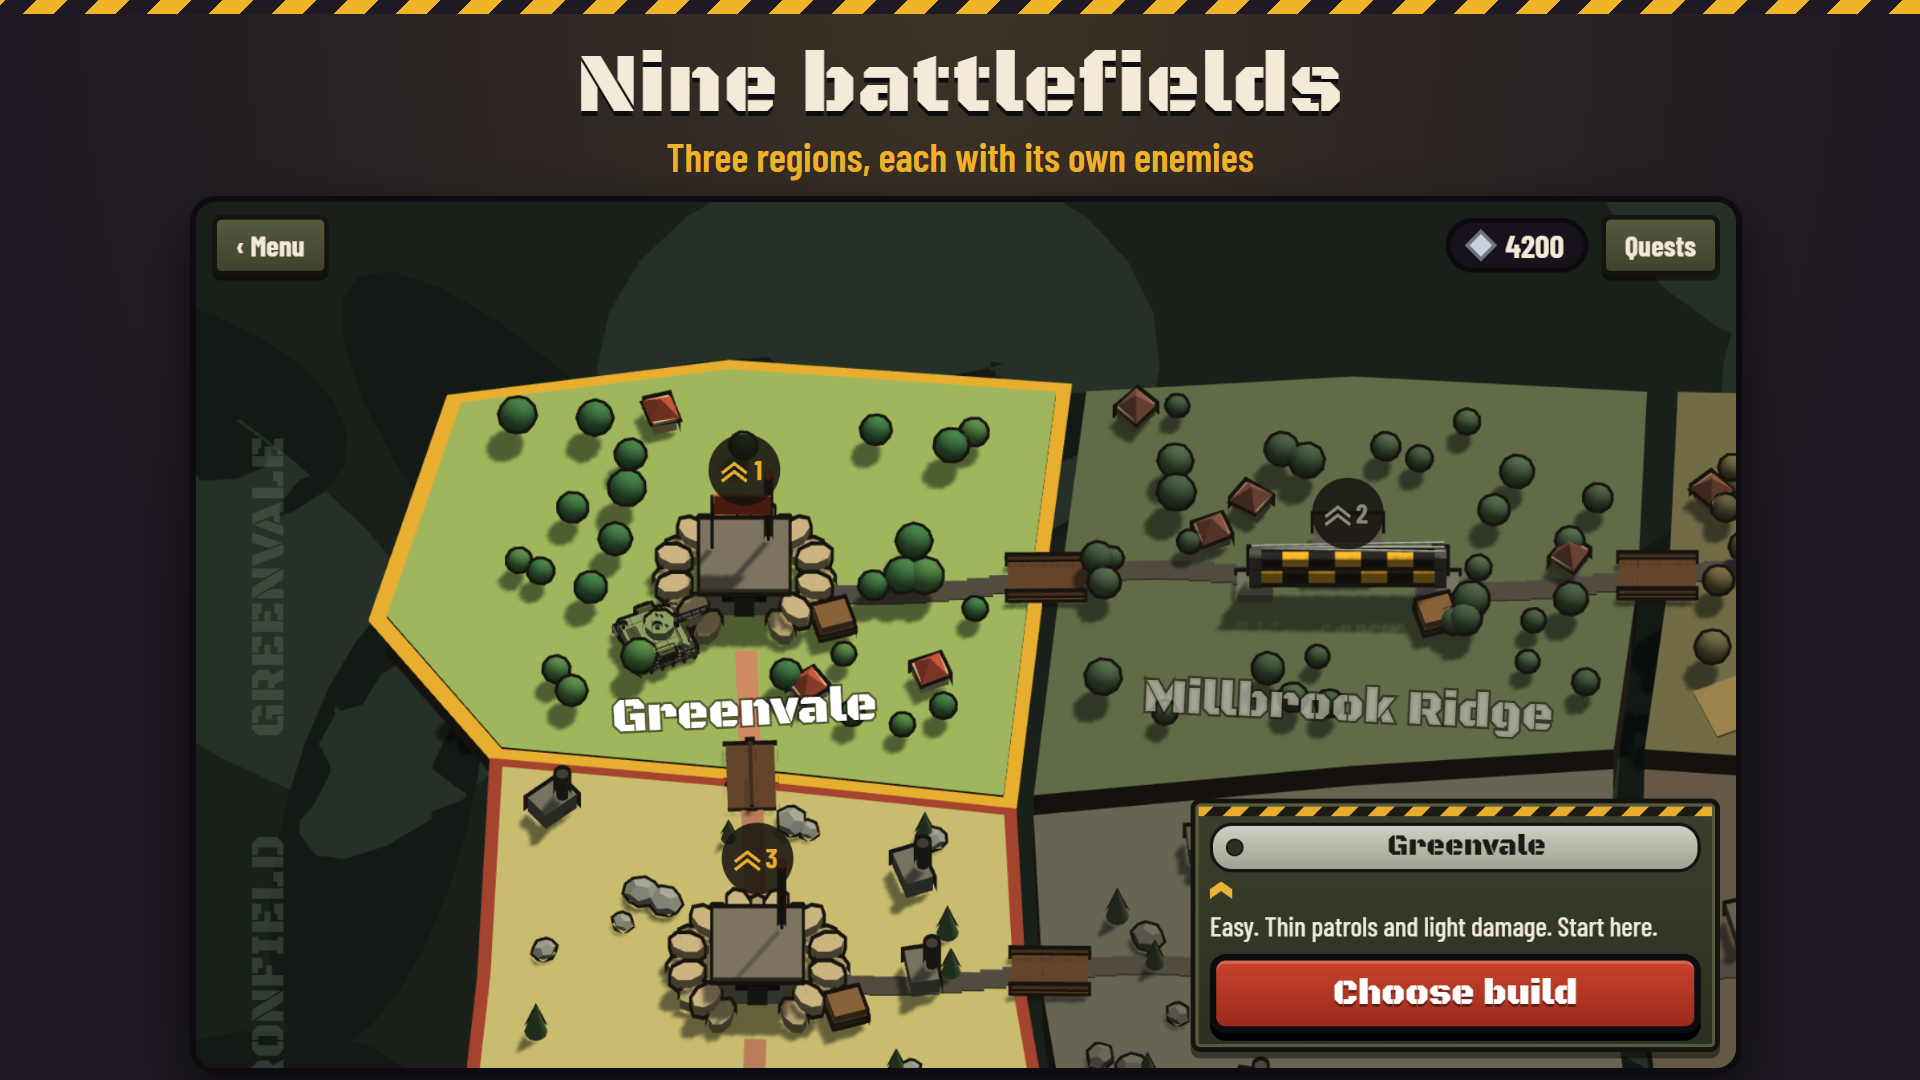 Nine battlefields
Three regions, each with its own enemies
‹ Menu
4200
Quests
GREENVALE
1
2
Greenvale
Millbrook Ridge
3
Greenvale
Easy. Thin patrols and light damage. Start here.
Choose build